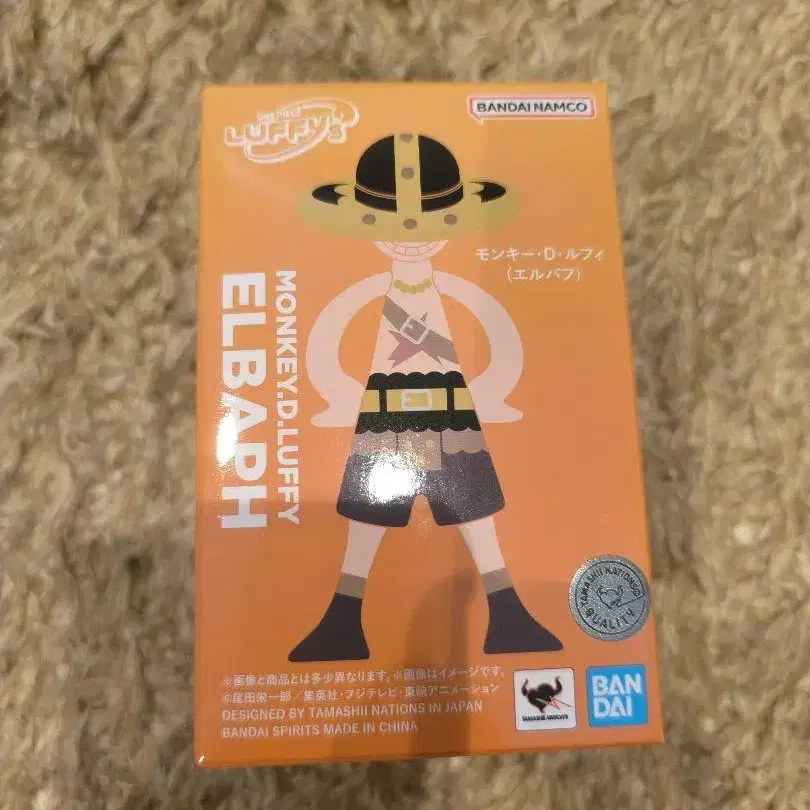 ONE PIECE
LUFFY's
BANDAI NAMCO
モンキー・D・ルフィ
(エルバフ)
MONKEY.D.LUFFY
ELBAPH
TAMASHII NATIONS
QUALITY
※画像と商品とは多少異なります。※画像はイメージです。
©尾田栄一郎／集英社・フジテレビ・東映アニメーション
DESIGNED BY TAMASHII NATIONS IN JAPAN
BANDAI SPIRITS MADE IN CHINA
TAMASHII NATIONS
BAN
DAI